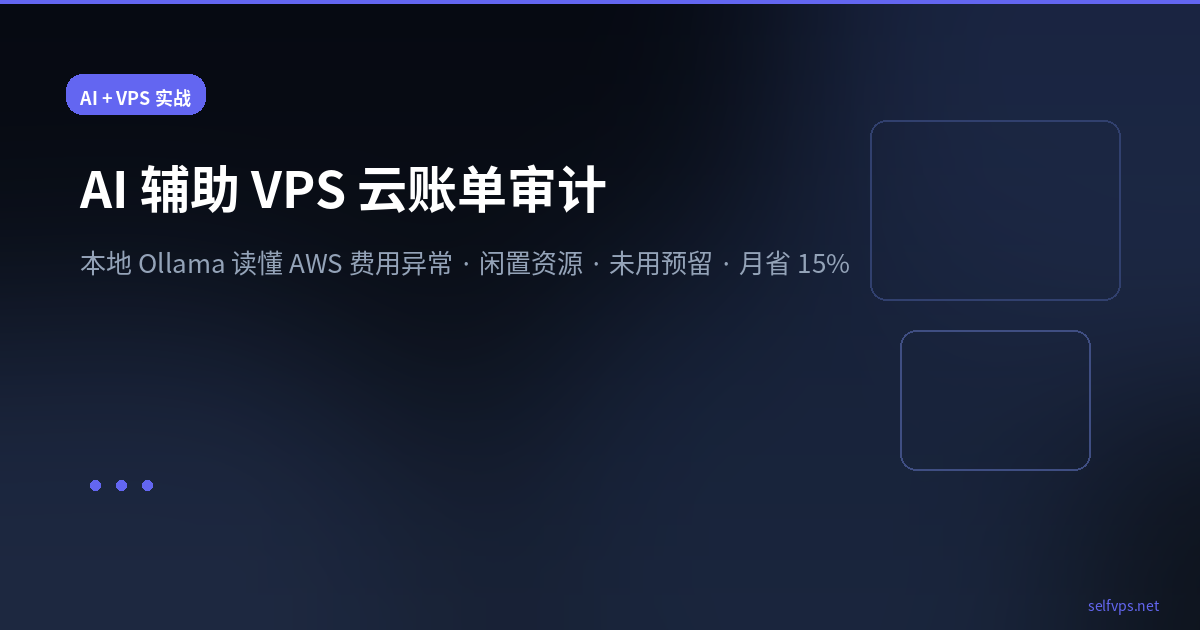 AI + VPS 实战
AI 辅助 VPS 云账单审计
本地 Ollama 读懂 AWS 费用异常 · 闲置资源 · 未用预留 · 月省 15%
selfvps.net